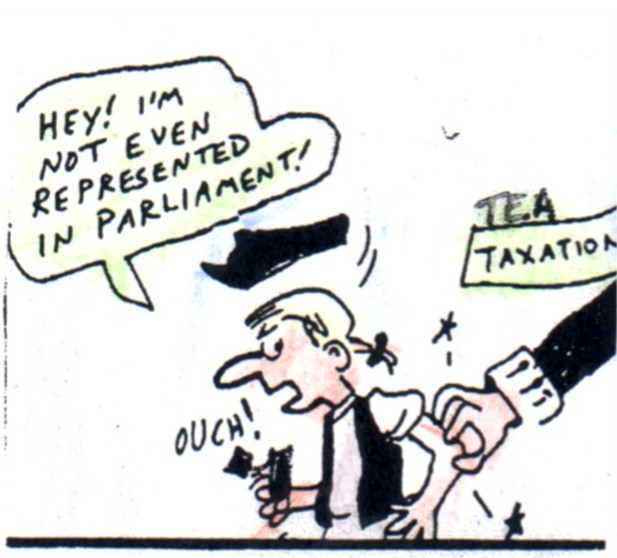 HEY! I'M
NOT EVEN
REPRESENTED
IN PARLIAMENT!
TEA
TAXATION
OUCH!